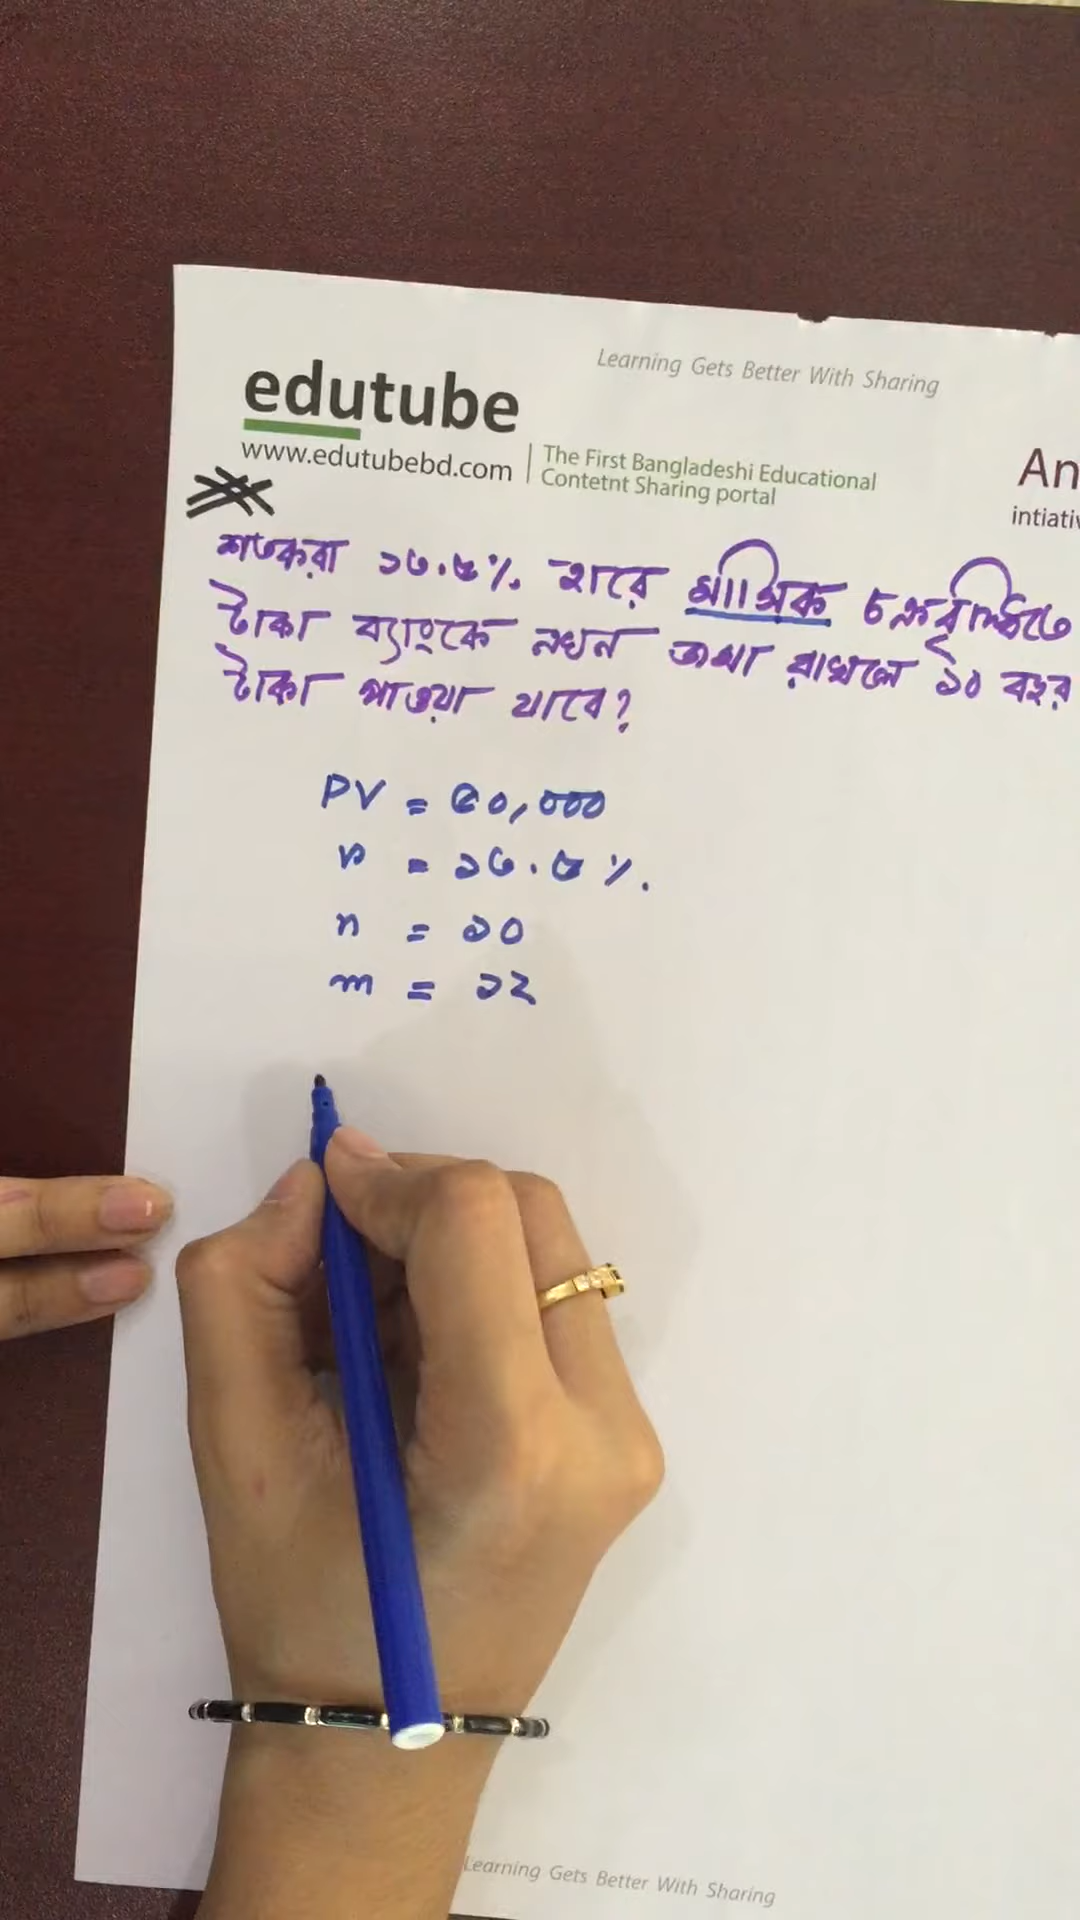 Learning Gets Better With Sharing
edutube
www.edutubebd.com
The First Bangladeshi Educational
Contetnt Sharing portal
An
intiativ
শতকরা ১৩.৫% হারে মাসিক চক্রবৃদ্ধিতে
টাকা ব্যাংকে এখন জমা রাখলে ১০ বছর
টাকা পাওয়া যাবে?
PV = ৫০,০০০
r = ১৩.৫%.
n = ১০
m = ১২
Learning Gets Better With Sharing